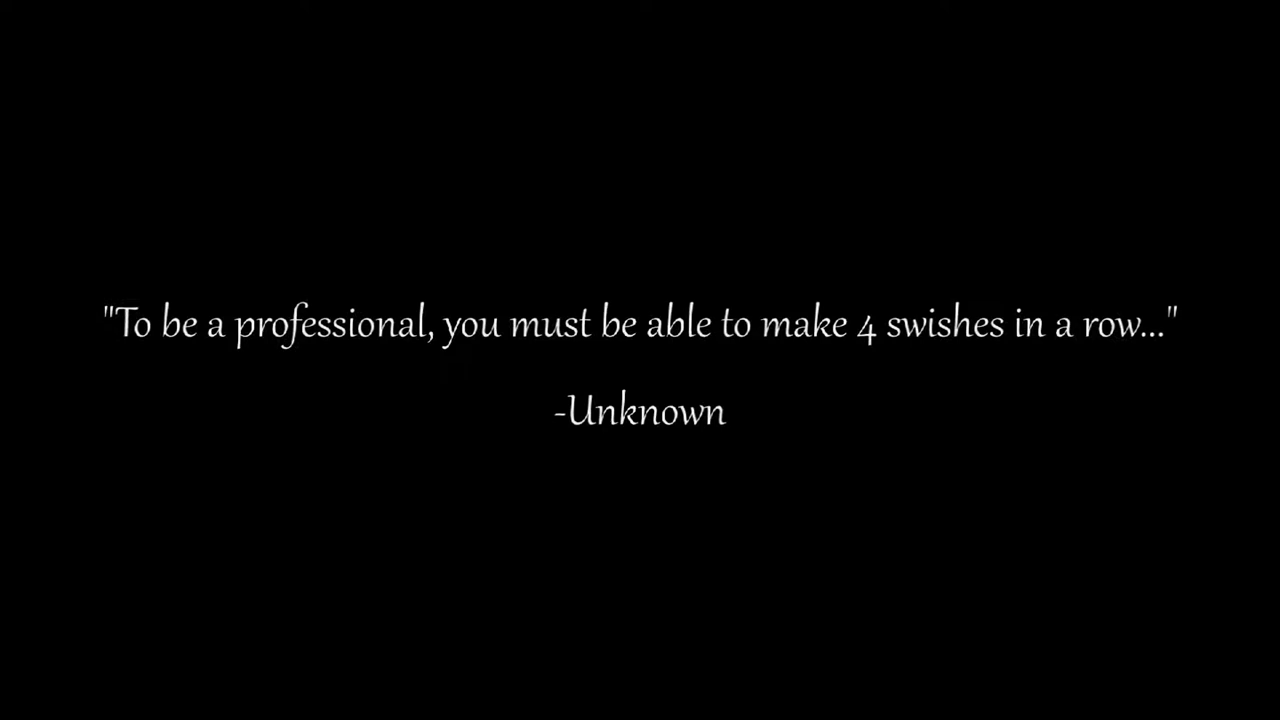 "To be a professional, you must be able to make 4 swishes in a row..."
-Unknown